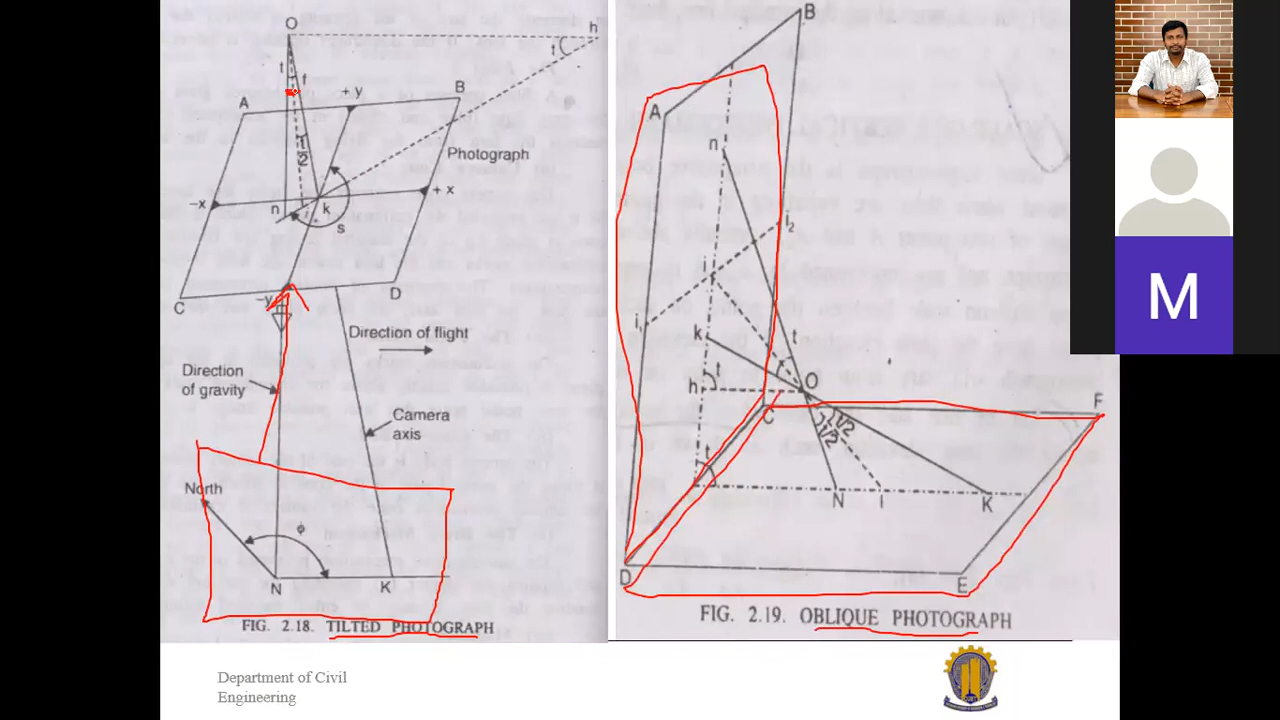 O
h
t
t
f
+ y
B
A
t/2
Photograph
-x
n
k
+ x
s
C
-y
D
Direction of flight
Direction
of gravity
Camera
axis
North
φ
N
K
FIG. 2.18. TILTED PHOTOGRAPH
B
A
n
i₂
i
i₁
k
t
h
t
O
C
F
t/2
t/2
t
N
I
K
D
E
FIG. 2.19. OBLIQUE PHOTOGRAPH
M
Department of Civil
Engineering